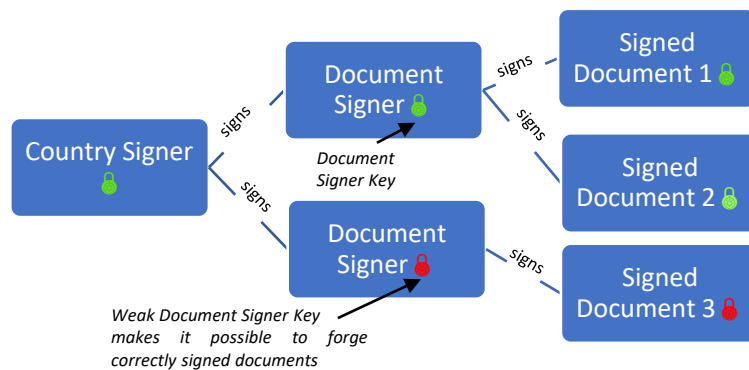 Country Signer
signs
signs
Document
Signer
Document
Signer Key
Document
Signer
Weak Document Signer Key
makes it possible to forge
correctly signed documents
signs
signs
signs
Signed
Document 1
Signed
Document 2
Signed
Document 3